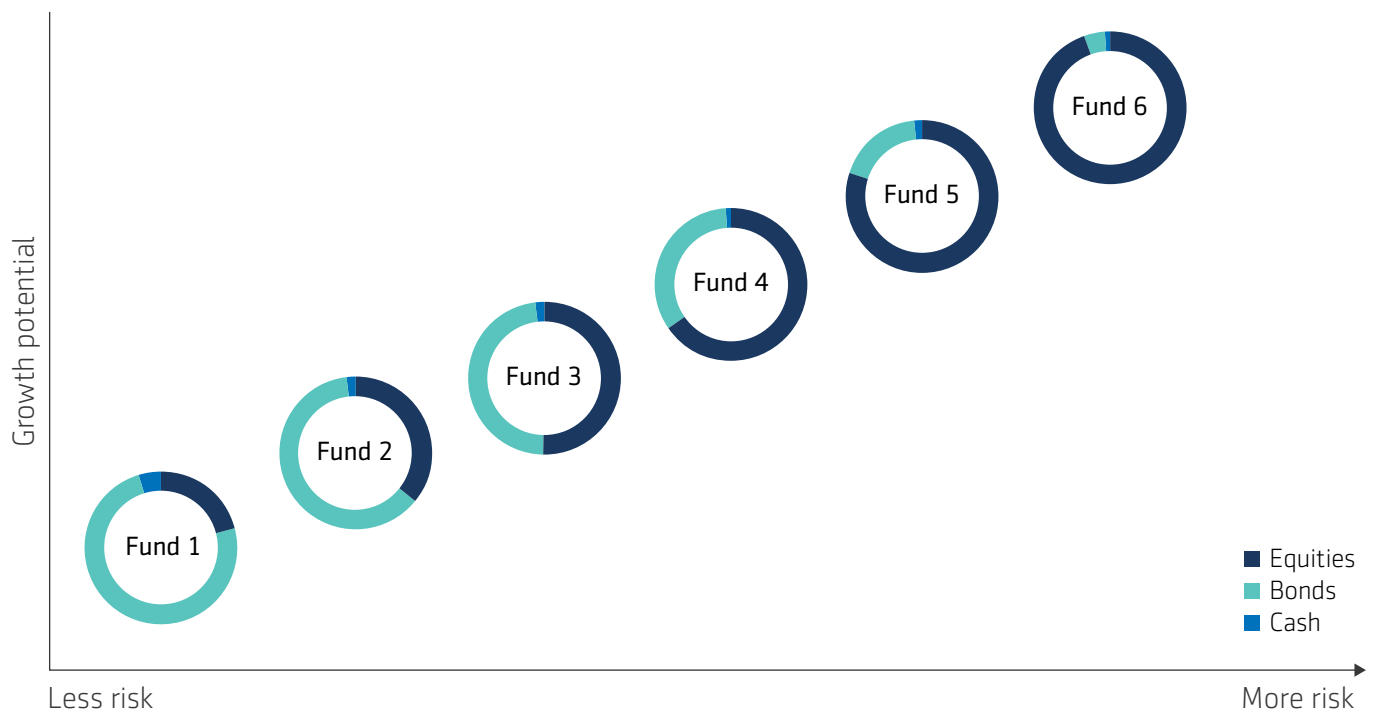 Growth potential
Fund 6
Fund 5
Fund 4
Fund 3
Fund 2
Fund 1
Equities
Bonds
Cash
Less risk
More risk